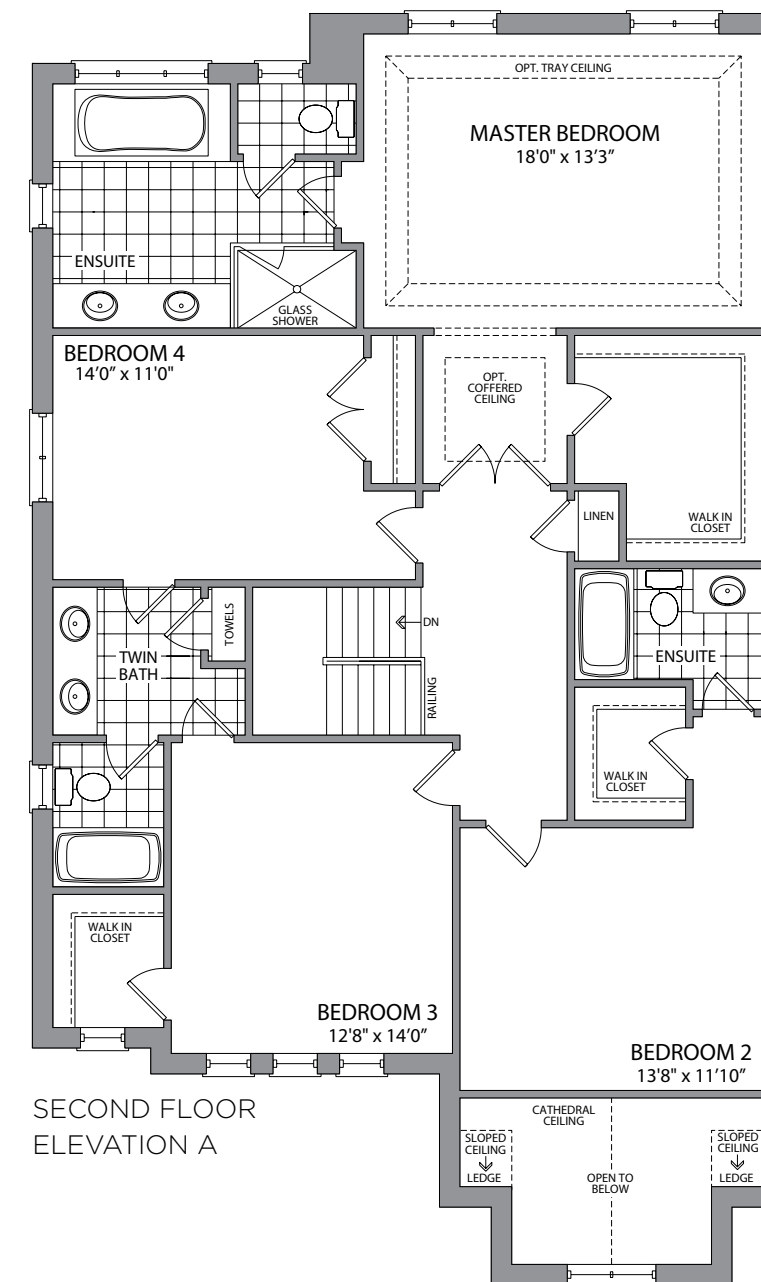 OPT. TRAY CEILING
MASTER BEDROOM
18'0" x 13'3"
ENSUITE
GLASS
SHOWER
BEDROOM 4
14'0" x 11'0"
OPT.
COFFERED
CEILING
WALK IN
CLOSET
LINEN
TOWELS
DN
TWIN
BATH
ENSUITE
RAILING
WALK IN
CLOSET
WALK IN
CLOSET
BEDROOM 3
12'8" x 14'0"
BEDROOM 2
13'8" x 11'10"
SECOND FLOOR
ELEVATION A
CATHEDRAL
CEILING
SLOPED
CEILING
LEDGE
OPEN TO
BELOW
SLOPED
CEILING
LEDGE